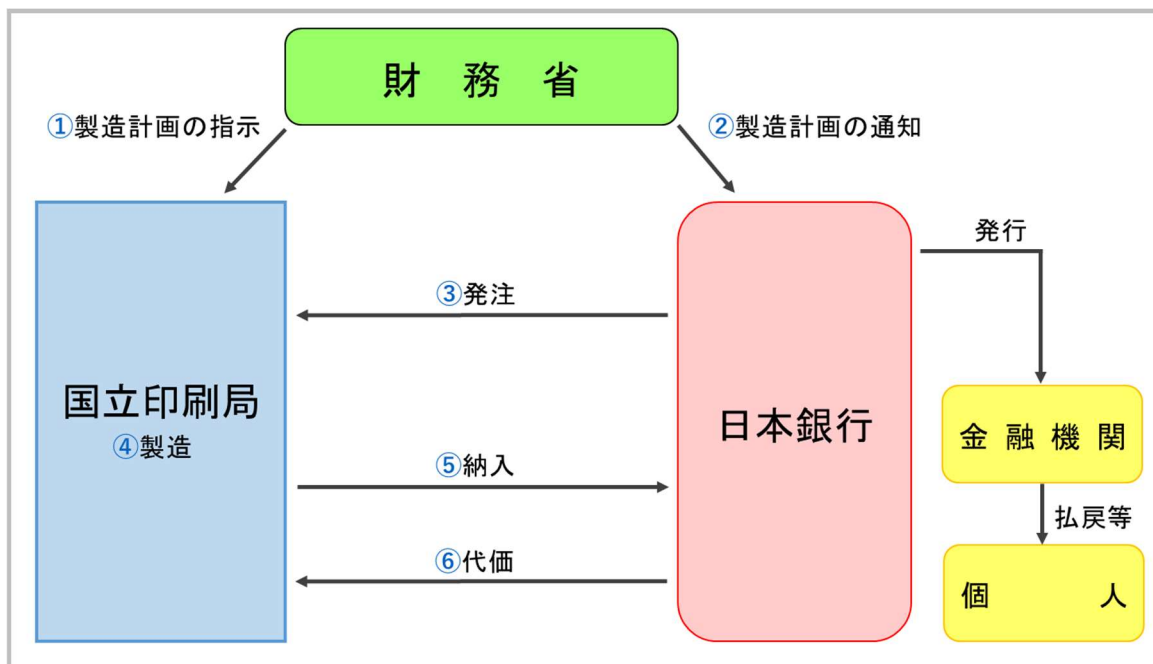 財務省
①製造計画の指示
②製造計画の通知
発行
③発注
国立印刷局
④製造
日本銀行
金融機関
⑤納入
払戻等
⑥代価
個人